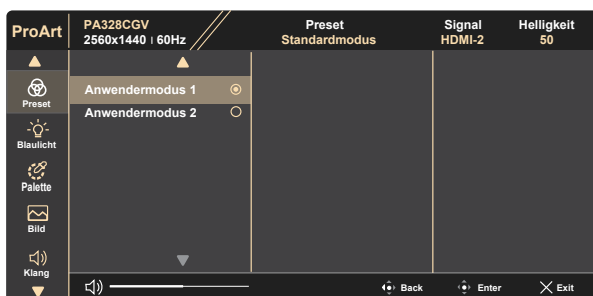 ProArt
PA328CGV
2560x1440 | 60Hz
Preset
Standardmodus
Signal
HDMI-2
Helligkeit
50
Preset
Blaulicht
Palette
Bild
Klang
Anwendermodus 1
Anwendermodus 2
Back
Enter
Exit